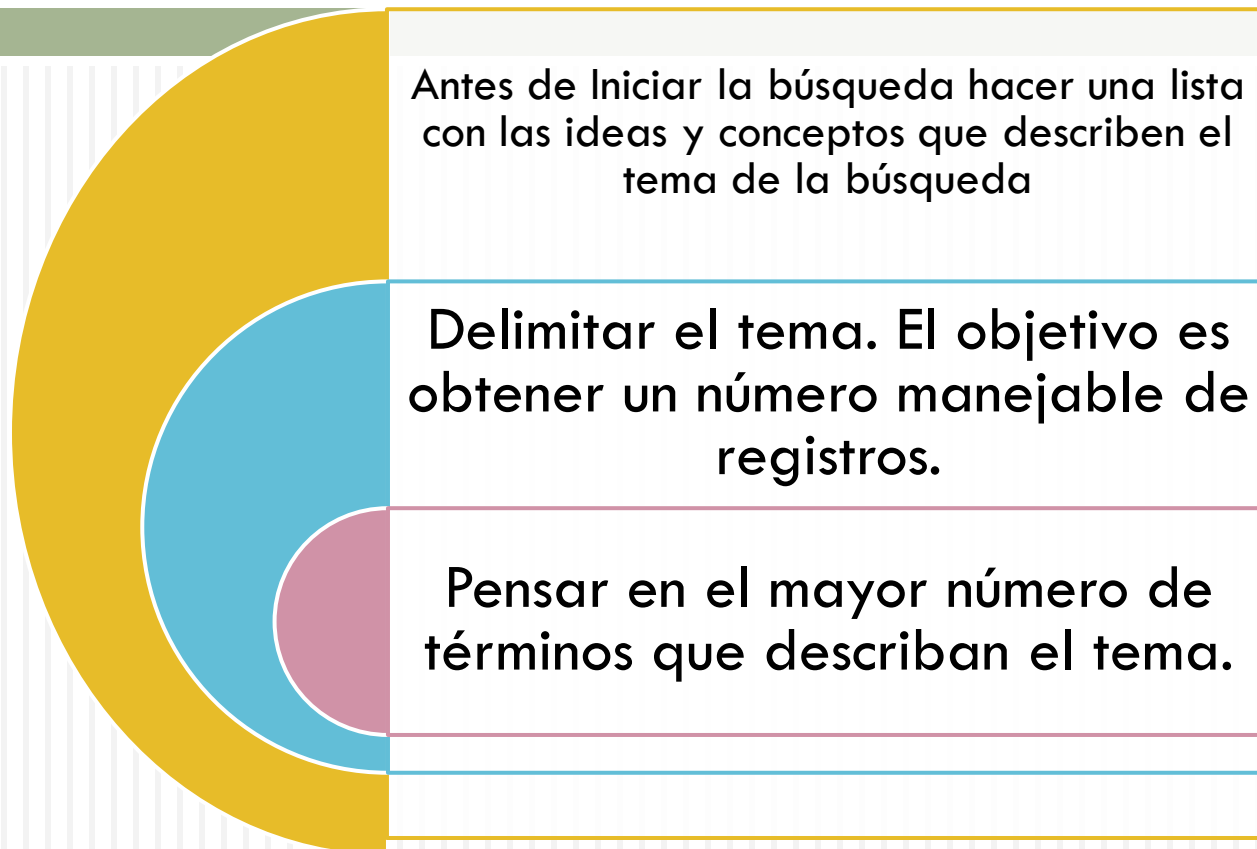 Antes de Iniciar la búsqueda hacer una lista
con las ideas y conceptos que describen el
tema de la búsqueda
Delimitar el tema. El objetivo es
obtener un número manejable de
registros.
Pensar en el mayor número de
términos que describan el tema.